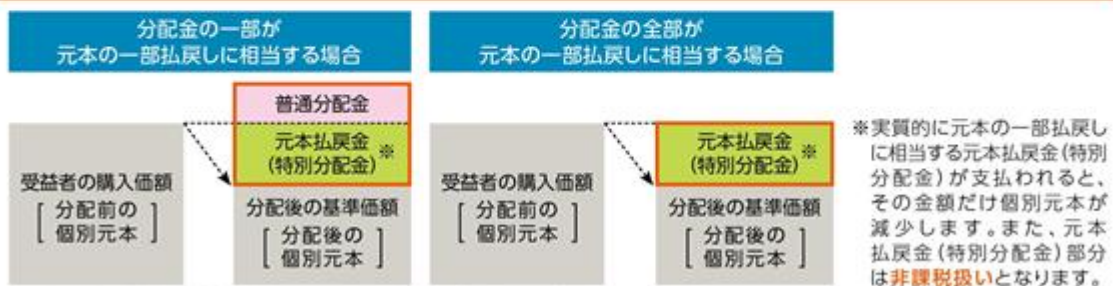 分配金の一部が
元本の一部払戻しに相当する場合
普通分配金
元本払戻金
(特別分配金)
※
受益者の購入価額
[ 分配前の
個別元本 ]
分配後の基準価額
[ 分配後の
個別元本 ]
分配金の全部が
元本の一部払戻しに相当する場合
元本払戻金
(特別分配金)
※
受益者の購入価額
[ 分配前の
個別元本 ]
分配後の基準価額
[ 分配後の
個別元本 ]
※実質的に元本の一部払戻し
に相当する元本払戻金(特別
分配金)が支払われると、
その金額だけ個別元本が
減少します。また、元本
払戻金(特別分配金)部分
は非課税扱いとなります。